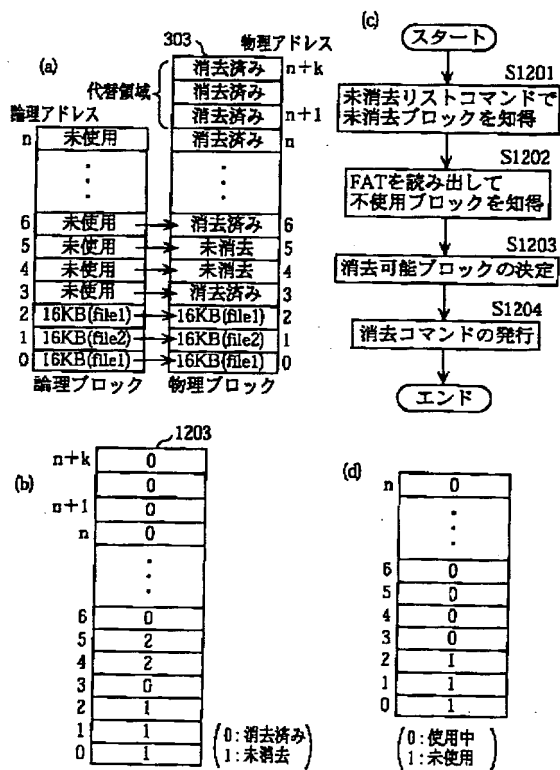 (a)
303
物理アドレス
代替領域
論理アドレス
消去済み n+k
消去済み
消去済み n+1
n 未使用 消去済み n
6 未使用 消去済み 6
5 未使用 未消去 5
4 未使用 未消去 4
3 未使用 消去済み 3
2 16KB(file1) 16KB(file1) 2
1 16KB(file2) 16KB(file2) 1
0 16KB(file1) 16KB(file1) 0
論理ブロック 物理ブロック
(c)
スタート
S1201
未消去リストコマンドで
未消去ブロックを知得
S1202
FATを読み出して
不使用ブロックを知得
S1203
消去可能ブロックの決定
S1204
消去コマンドの発行
エンド
(b)
1203
n+k 0
0
n+1 0
n 0
6 0
5 2
4 2
3 0
2 1
1 1
0 1
(0:消去済み
1:未消去)
(d)
n 0
6 0
5 0
4 0
3 0
2 1
1 1
0 1
(0:使用中
1:未使用)